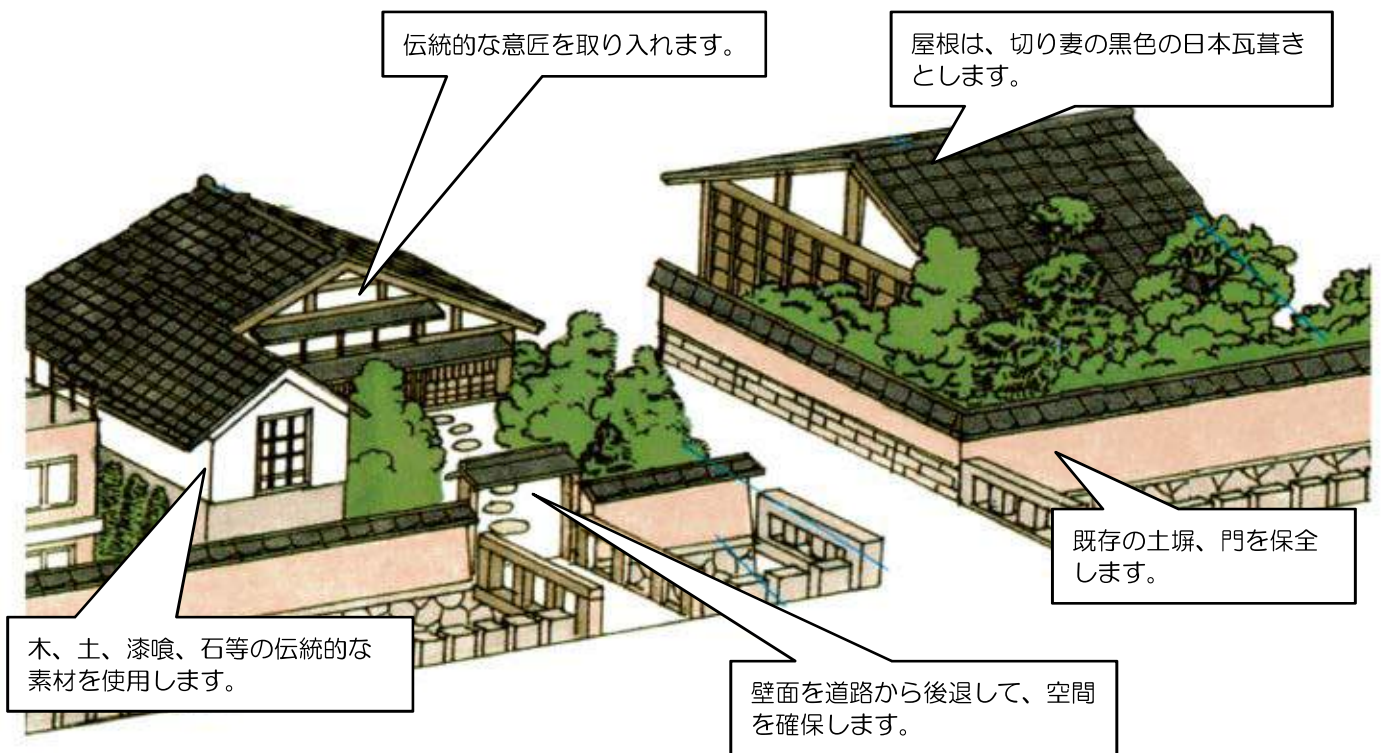 伝統的な意匠を取り入れます。
屋根は、切り妻の黒色の日本瓦葺き
とします。
既存の土塀、門を保全
します。
木、土、漆喰、石等の伝統的な
素材を使用します。
壁面を道路から後退して、空間
を確保します。